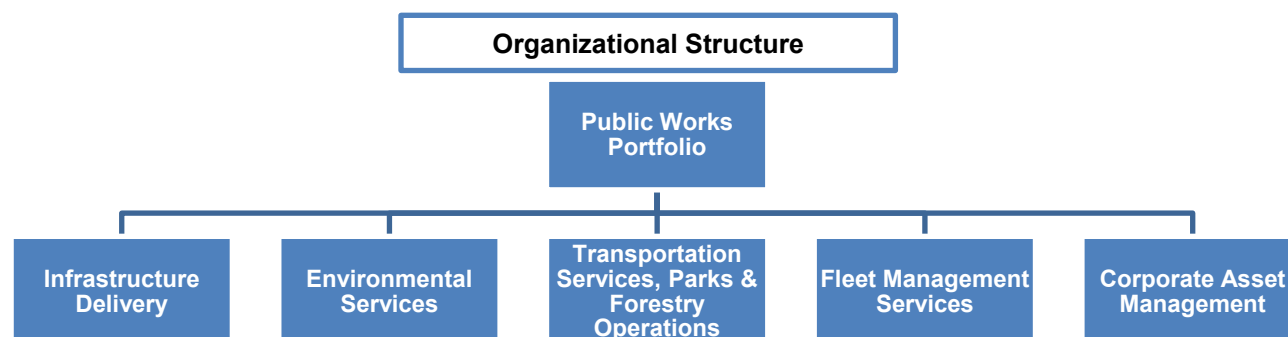 Organizational Structure
Public Works
Portfolio
Infrastructure
Delivery
Environmental
Services
Transportation
Services, Parks &
Forestry
Operations
Fleet Management
Services
Corporate Asset
Management